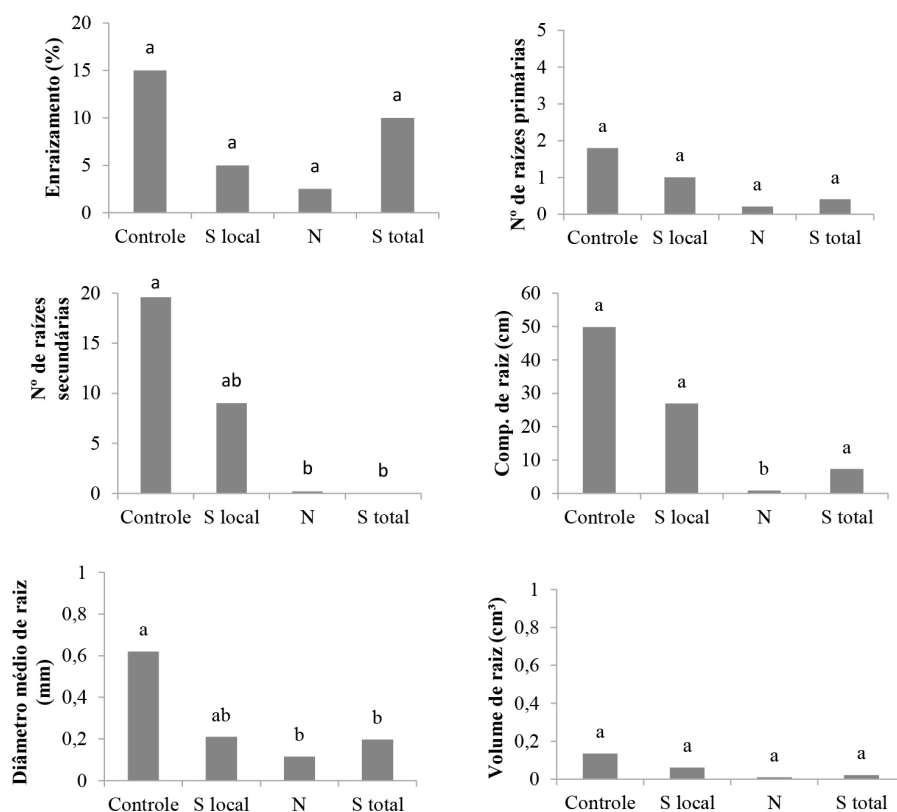 Enraizamento (%)
20
15
10
5
0
a
a
a
a
Controle
S local
N
S total
Nº de raízes primárias
5
4
3
2
1
0
a
a
a
a
Controle
S local
N
S total
Nº de raízes
secundárias
20
10
5
0
a
ab
b
b
Controle
S local
N
S total
Comp. de raiz (cm)
60
50
40
30
20
10
0
a
a
b
a
Controle
S local
N
S total
Diâmetro médio de raiz
(mm)
1
0,8
0,6
0,4
0,2
0
a
ab
b
b
Controle
S local
N
S total
Volume de raiz (cm³)
1
0,8
0,6
0,4
0,2
0
a
a
a
a
Controle
S local
N
S total